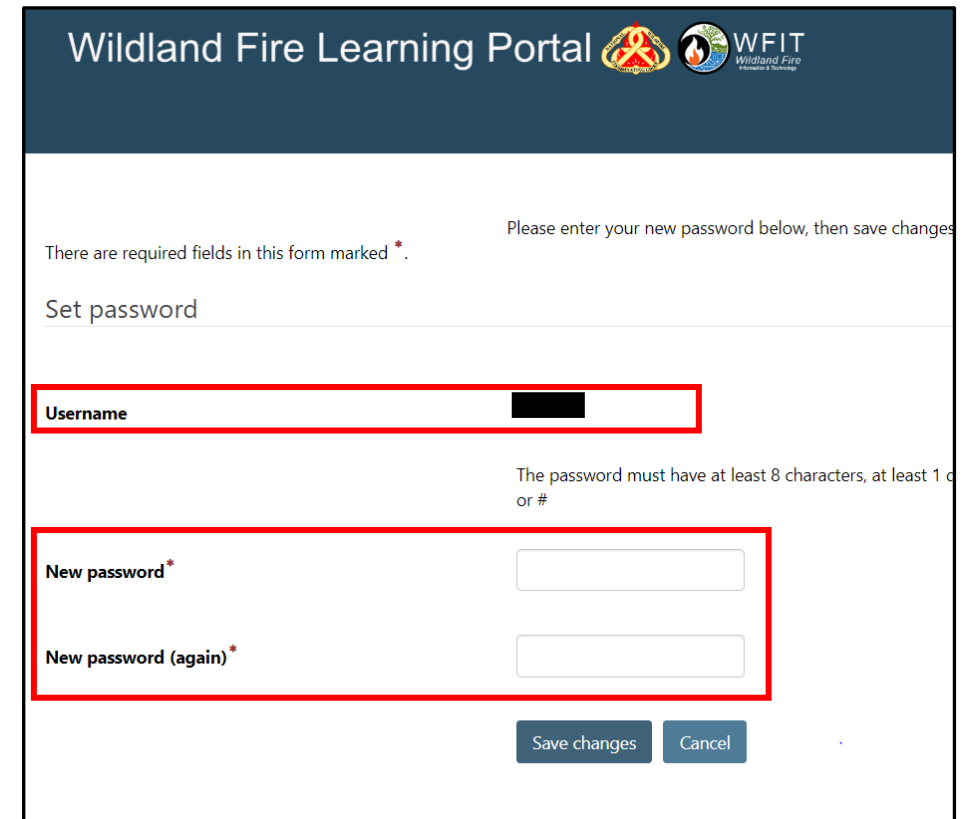 Wildland Fire Learning Portal
WFIT
Wildland Fire
Information & Technology
Please enter your new password below, then save changes
There are required fields in this form marked *.
Set password
Username
The password must have at least 8 characters, at least 1
or #
New password*
New password (again)*
Save changes
Cancel